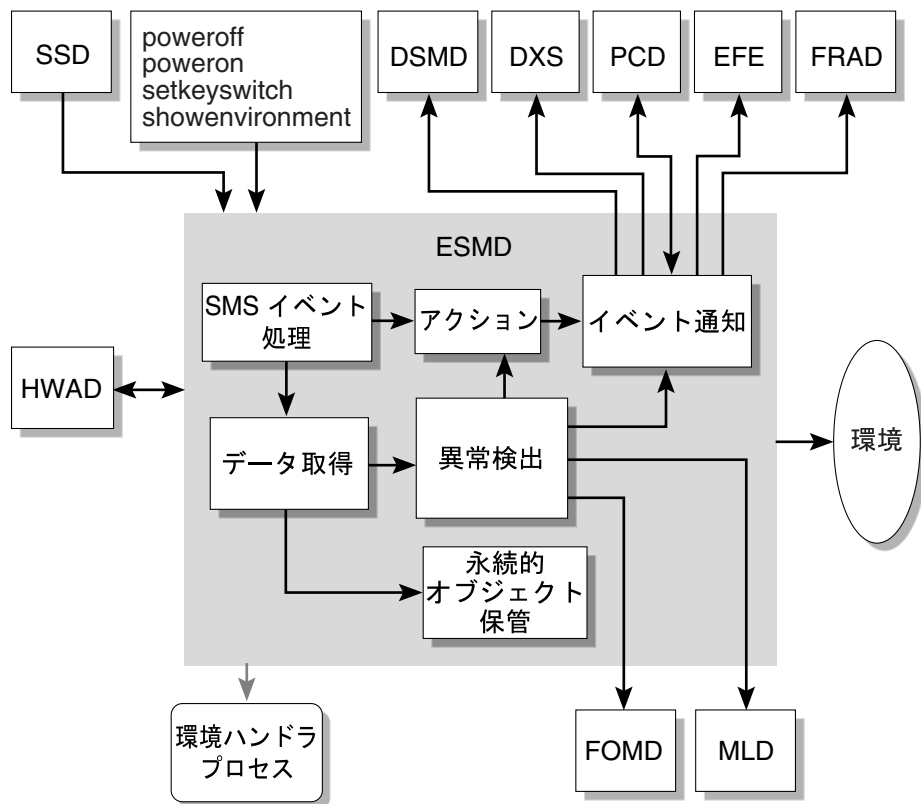 SSD
poweroff
poweron
setkeyswitch
showenvironment
DSMD
DXS
PCD
EFE
FRAD
ESMD
SMS イベント
処理
アクション
イベント通知
HWAD
データ取得
異常検出
環境
永続的
オブジェクト
保管
環境ハンドラ
プロセス
FOMD
MLD